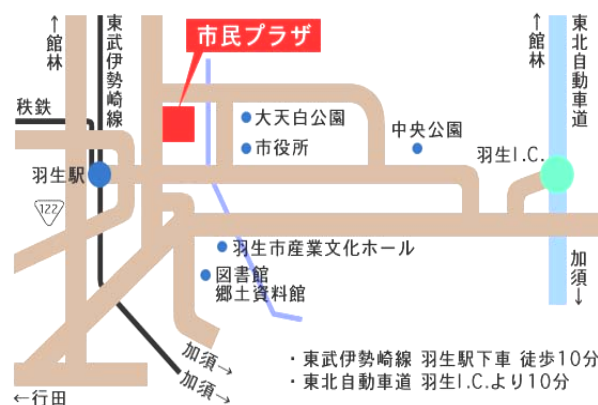 ↑館林
東武伊勢崎線
市民プラザ
↑館林
東北自動車道
秩鉄
大天白公園
中央公園
市役所
羽生I.C.
羽生駅
122
羽生市産業文化ホール
図書館
郷土資料館
加須↓
加須→
加須→
←行田
・東武伊勢崎線 羽生駅下車 徒歩10分
・東北自動車道 羽生I.C.より10分